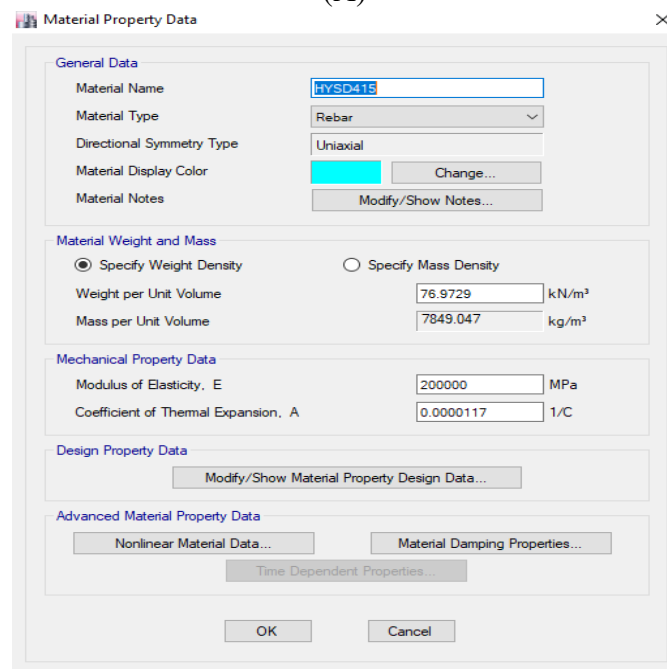 Material Property Data
General Data
Material Name HYSD415
Material Type Rebar
Directional Symmetry Type Uniaxial
Material Display Color Change...
Material Notes Modify/Show Notes...
Material Weight and Mass
Specify Weight Density Specify Mass Density
Weight per Unit Volume 76.9729 kN/m³
Mass per Unit Volume 7849.047 kg/m³
Mechanical Property Data
Modulus of Elasticity, E 200000 MPa
Coefficient of Thermal Expansion, A 0.0000117 1/C
Design Property Data
Modify/Show Material Property Design Data...
Advanced Material Property Data
Nonlinear Material Data... Material Damping Properties...
Time Dependent Properties...
OK Cancel